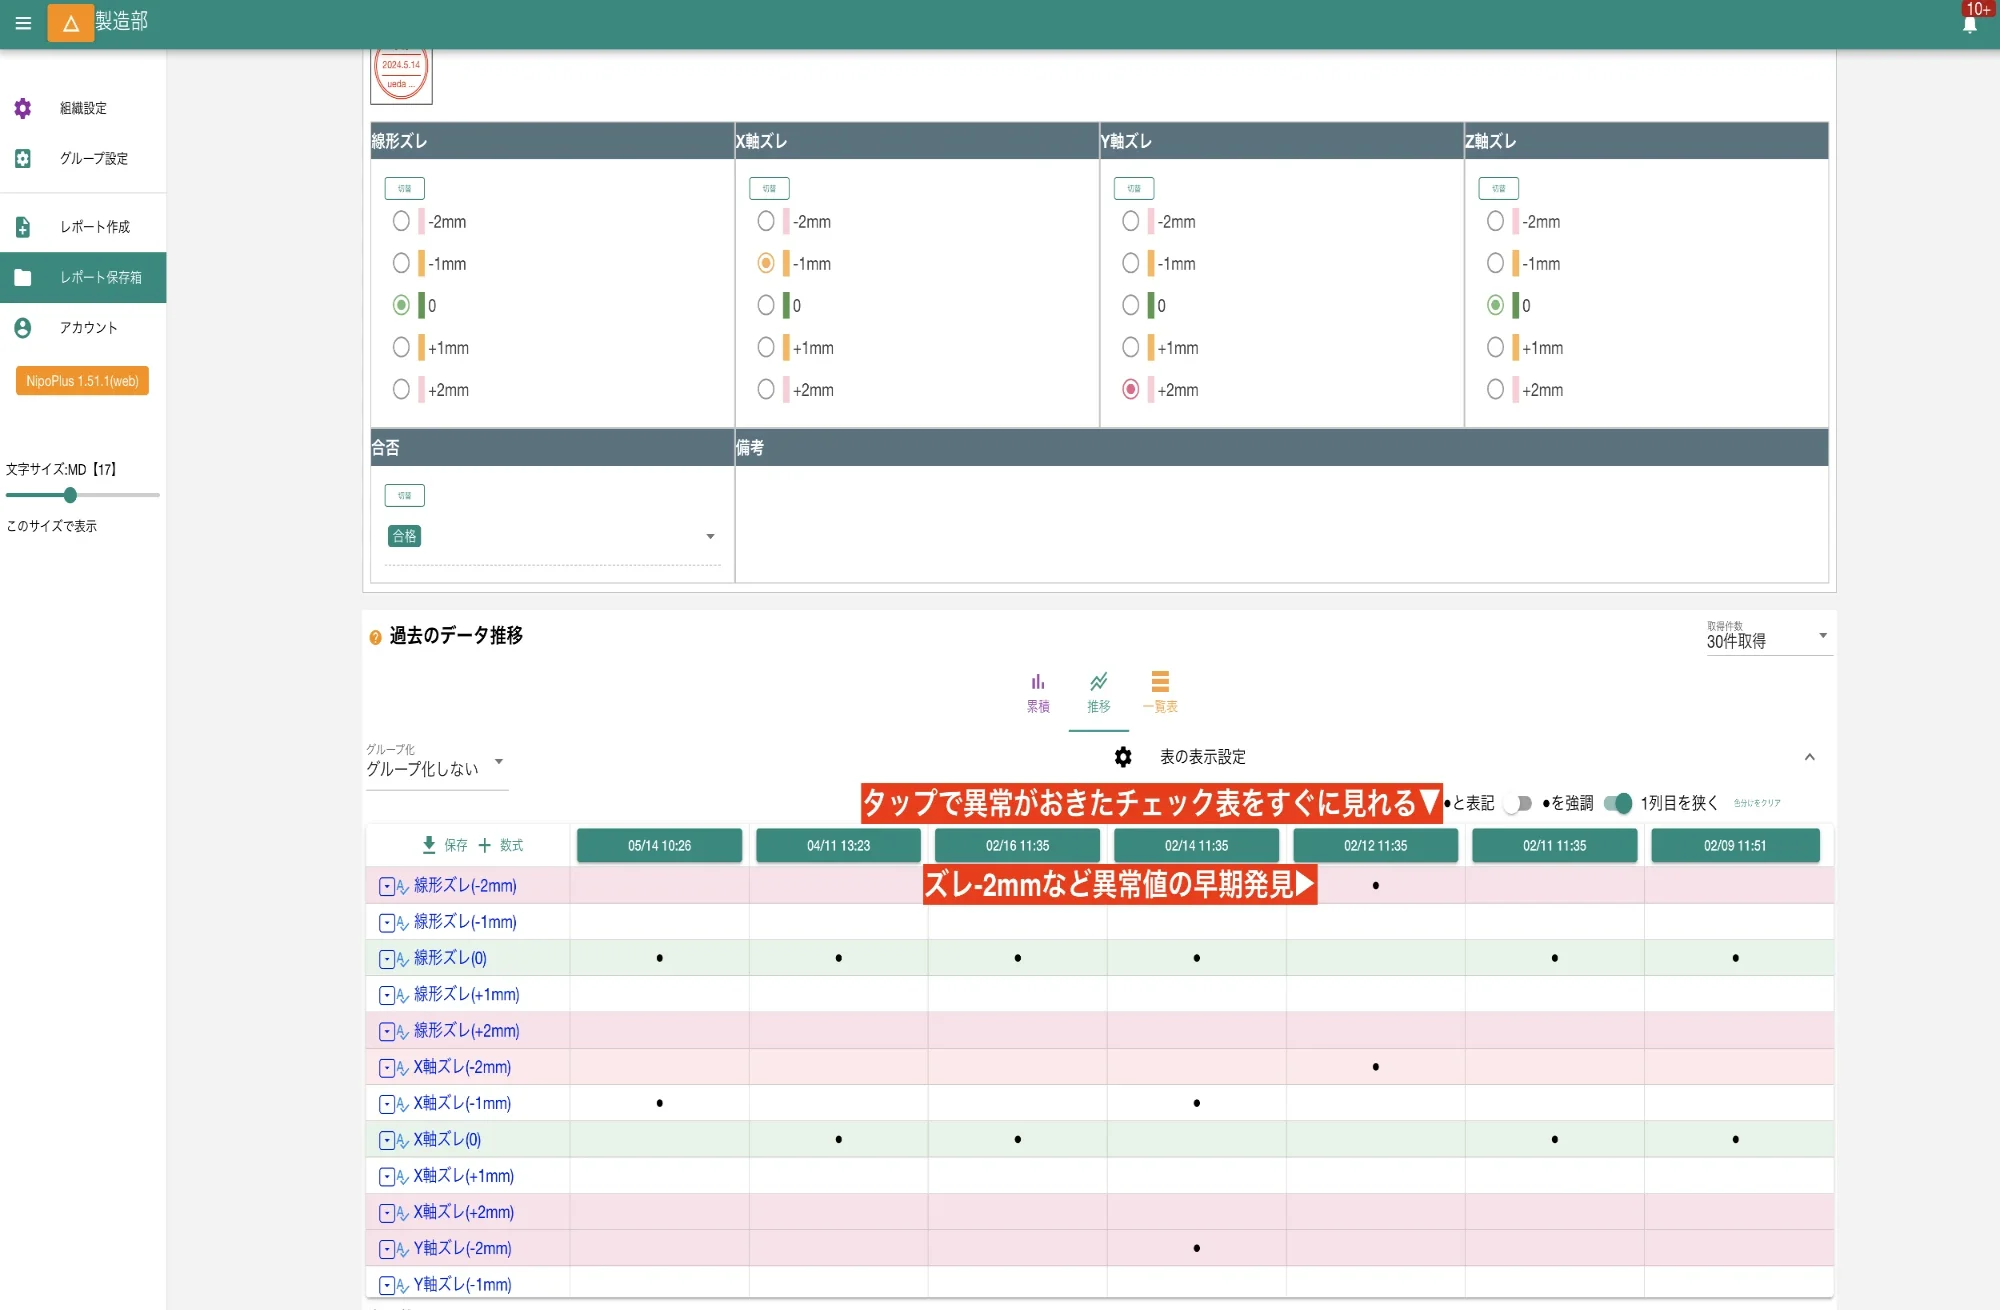 製造部
10+
2024.5.14
ueda ...
組織設定
グループ設定
レポート作成
レポート保存箱
アカウント
NipoPlus 1.51.1(web)
文字サイズ:MD【17】
このサイズで表示
線形ズレ X軸ズレ Y軸ズレ Z軸ズレ
切替 切替 切替 切替
-2mm -2mm -2mm -2mm
-1mm -1mm -1mm -1mm
0 0 0 0
+1mm +1mm +1mm +1mm
+2mm +2mm +2mm +2mm
合否 備考
切替
合格
? 過去のデータ推移
取得件数
30件取得
累積 推移 一覧表
グループ化
グループ化しない
表の表示設定
タップで異常がおきたチェック表をすぐに見れる▼ ●と表記 ●を強調 1列目を狭く 色分けをクリア
保存 数式 05/14 10:26 04/11 13:23 02/16 11:35 02/14 11:35 02/12 11:35 02/11 11:35 02/09 11:51
線形ズレ(-2mm) ズレ-2mmなど異常値の早期発見▶ ●
線形ズレ(-1mm)
線形ズレ(0) ● ● ● ● ● ●
線形ズレ(+1mm)
線形ズレ(+2mm)
X軸ズレ(-2mm) ●
X軸ズレ(-1mm) ● ●
X軸ズレ(0) ● ● ● ●
X軸ズレ(+1mm)
X軸ズレ(+2mm)
Y軸ズレ(-2mm) ●
Y軸ズレ(-1mm)